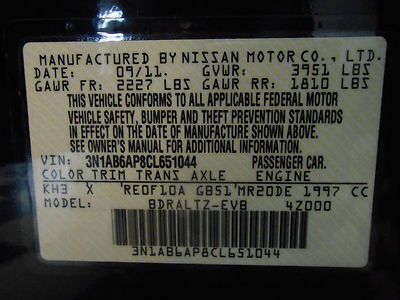 MANUFACTURED BY NISSAN MOTOR CO., LTD.
DATE: 09/11. GVWR: 3951 LBS
GAWR FR: 2227 LBS GAWR RR: 1810 LBS
THIS VEHICLE CONFORMS TO ALL APPLICABLE FEDERAL MOTOR
VEHICLE SAFETY, BUMPER AND THEFT PREVENTION STANDARDS
IN EFFECT ON THE DATE OF MANUFACTURE SHOWN ABOVE.
SEE OWNER'S MANUAL FOR ADDITIONAL INFORMATION.
VIN: 3N1AB6AP8CL651044 PASSENGER CAR.
COLOR TRIM TRANS AXLE ENGINE
KH3 X 'RE0F10A GB51'MR20DE 1997 CC
MODEL: BDRALTZ-EVB 4Z000
3N1AB6AP8CL651044